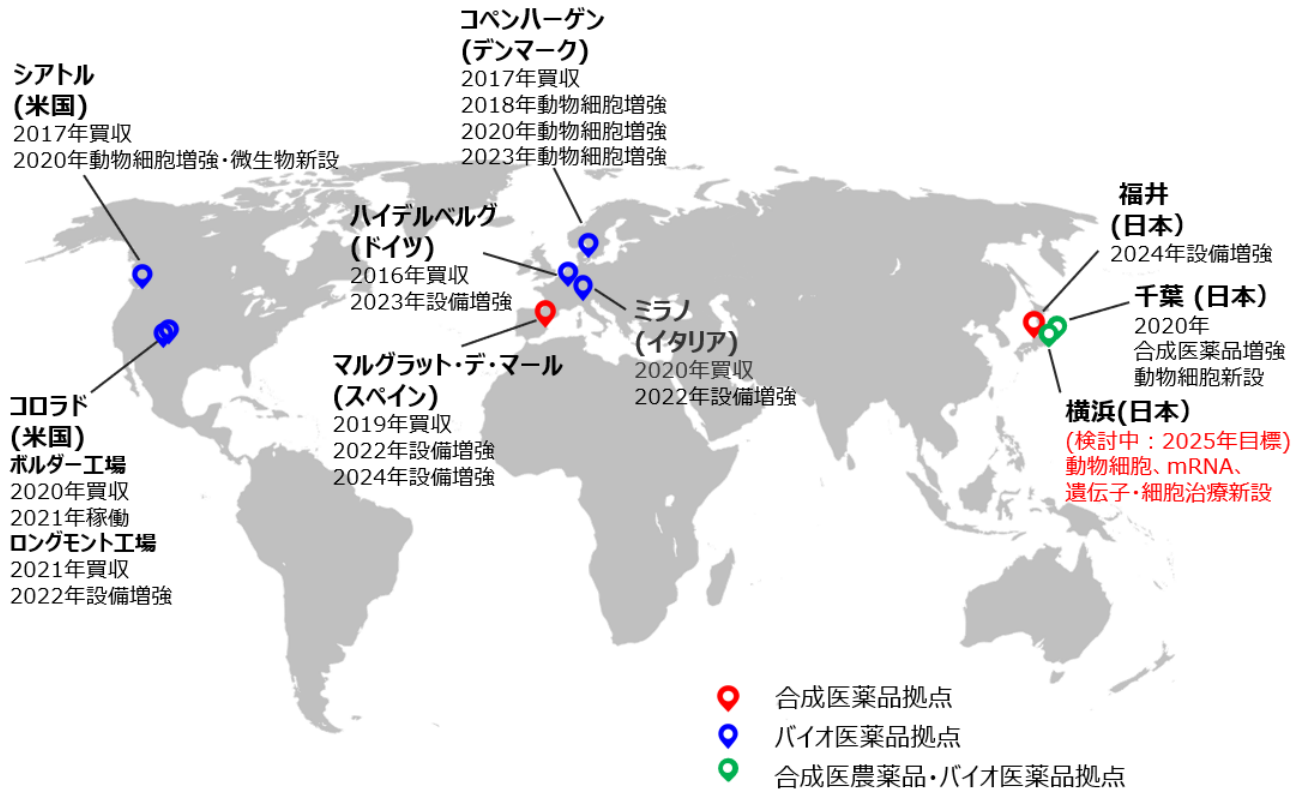 コペンハーゲン
(デンマーク)
2017年買収
2018年動物細胞増強
2020年動物細胞増強
2023年動物細胞増強
シアトル
(米国)
2017年買収
2020年動物細胞増強・微生物新設
ハイデルベルグ
(ドイツ)
2016年買収
2023年設備増強
福井
(日本)
2024年設備増強
千葉 (日本)
2020年
合成医薬品増強
動物細胞新設
ミラノ
(イタリア)
2020年買収
2022年設備増強
マルグラット・デ・マール
(スペイン)
2019年買収
2022年設備増強
2024年設備増強
コロラド
(米国)
ボルダー工場
2020年買収
2021年稼働
ロングモント工場
2021年買収
2022年設備増強
横浜(日本)
(検討中：2025年目標)
動物細胞、mRNA、
遺伝子・細胞治療新設
合成医薬品拠点
バイオ医薬品拠点
合成医農薬品・バイオ医薬品拠点